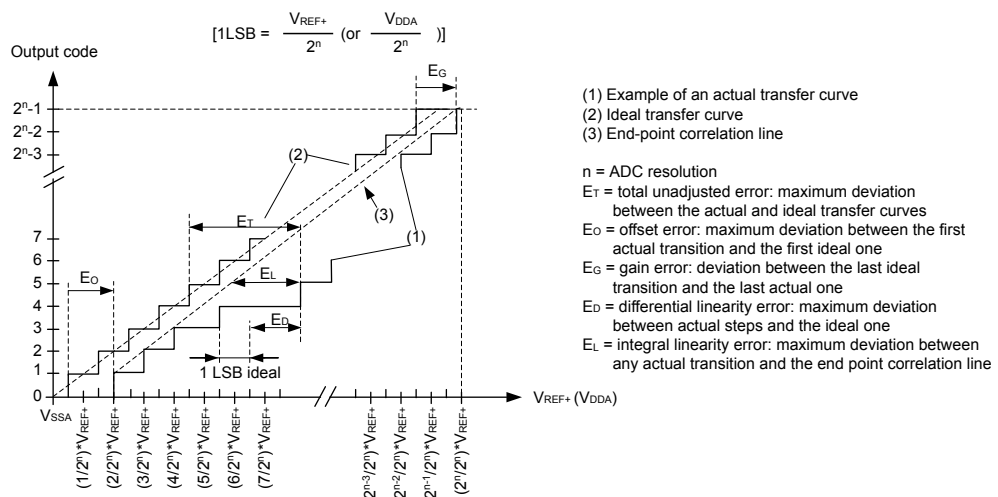 [1LSB = VREF+ / 2ⁿ (or VDDA / 2ⁿ )]
Output code
EG
2ⁿ-1
2ⁿ-2
2ⁿ-3
(2)
(3)
(1)
ET
7
6
5
4
3
2
1
0
EO
EL
ED
1 LSB ideal
VSSA
(1/2ⁿ)*VREF+
(2/2ⁿ)*VREF+
(3/2ⁿ)*VREF+
(4/2ⁿ)*VREF+
(5/2ⁿ)*VREF+
(6/2ⁿ)*VREF+
(7/2ⁿ)*VREF+
2ⁿ-3/2ⁿ)*VREF+
2ⁿ-2/2ⁿ)*VREF+
2ⁿ-1/2ⁿ)*VREF+
(2ⁿ/2ⁿ)*VREF+
VREF+ (VDDA)
(1) Example of an actual transfer curve
(2) Ideal transfer curve
(3) End-point correlation line
n = ADC resolution
ET = total unadjusted error: maximum deviation
between the actual and ideal transfer curves
EO = offset error: maximum deviation between the first
actual transition and the first ideal one
EG = gain error: deviation between the last ideal
transition and the last actual one
ED = differential linearity error: maximum deviation
between actual steps and the ideal one
EL = integral linearity error: maximum deviation between
any actual transition and the end point correlation line